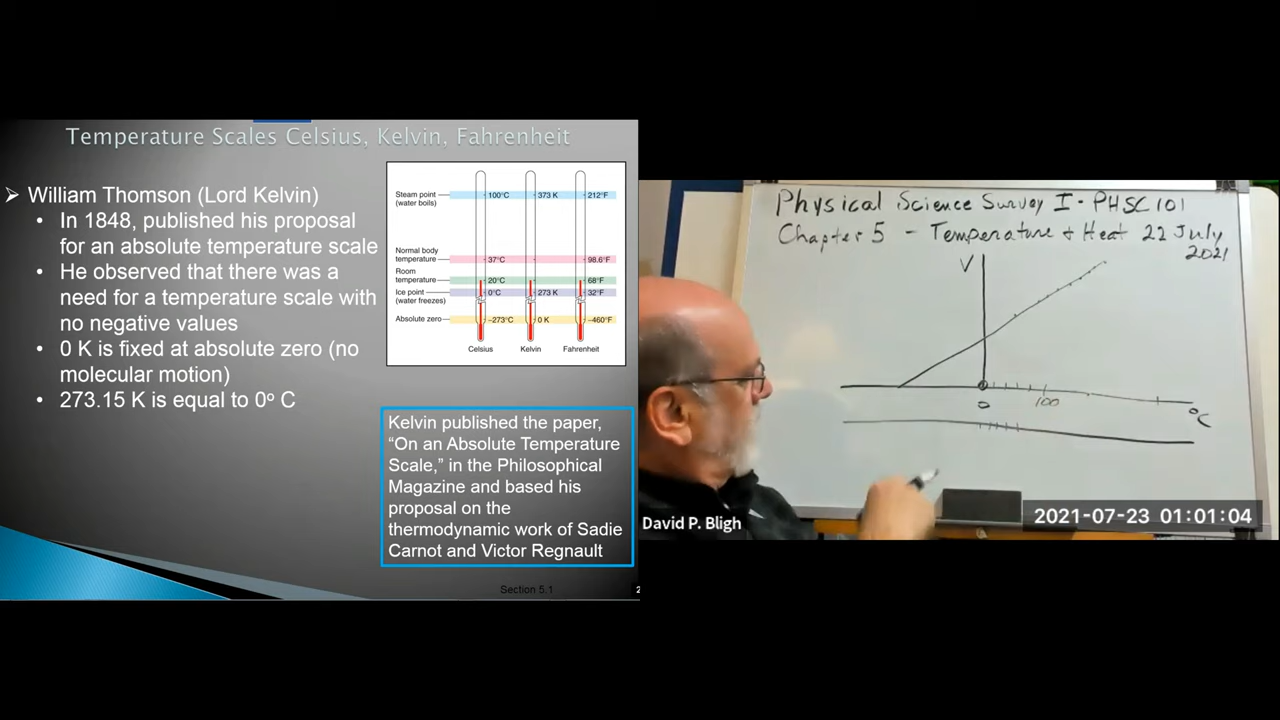 Temperature Scales Celsius, Kelvin, Fahrenheit
➢ William Thomson (Lord Kelvin)
• In 1848, published his proposal
for an absolute temperature scale
• He observed that there was a
need for a temperature scale with
no negative values
• 0 K is fixed at absolute zero (no
molecular motion)
• 273.15 K is equal to 0º C
Steam point
(water boils)
100°C 373 K 212°F
Normal body
temperature
37°C 98.6°F
Room
temperature
20°C 68°F
Ice point
(water freezes)
0°C 273 K 32°F
Absolute zero
–273°C 0 K –460°F
Celsius Kelvin Fahrenheit
Kelvin published the paper,
“On an Absolute Temperature
Scale,” in the Philosophical
Magazine and based his
proposal on the
thermodynamic work of Sadie
Carnot and Victor Regnault
Section 5.1
2
Physical Science Survey I - PHSC 101
Chapter 5 - Temperature + Heat 22 July
2021
V
0 100 °C
David P. Bligh
2021-07-23 01:01:04